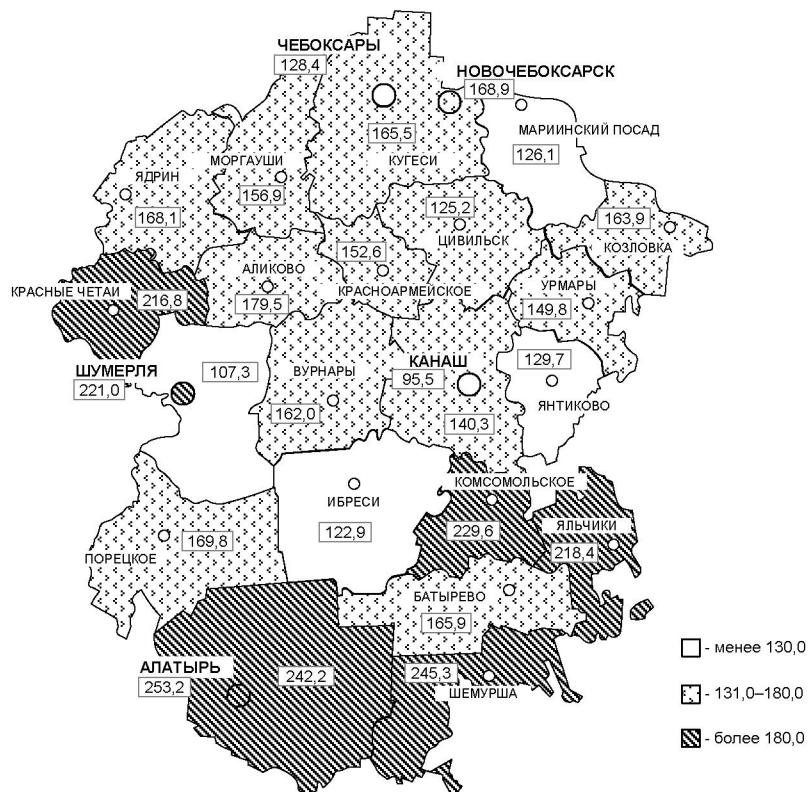 ЧЕБОКСАРЫ
128,4
НОВОЧЕБОКСАРСК
168,9
165,5
КУГЕСИ
МАРИИНСКИЙ ПОСАД
126,1
МОРГАУШИ
156,9
ЯДРИН
168,1
125,2
ЦИВИЛЬСК
163,9
КОЗЛОВКА
152,6
КРАСНОАРМЕЙСКОЕ
АЛИКОВО
179,5
КРАСНЫЕ ЧЕТАИ
216,8
УРМАРЫ
149,8
ШУМЕРЛЯ
221,0
107,3
ВУРНАРЫ
162,0
КАНАШ
95,5
140,3
129,7
ЯНТИКОВО
ИБРЕСИ
122,9
КОМСОМОЛЬСКОЕ
229,6
ЯЛЬЧИКИ
218,4
ПОРЕЦКОЕ
169,8
БАТЫРЕВО
165,9
АЛАТЫРЬ
253,2
242,2
245,3
ШЕМУРША
- менее 130,0
- 131,0–180,0
- более 180,0